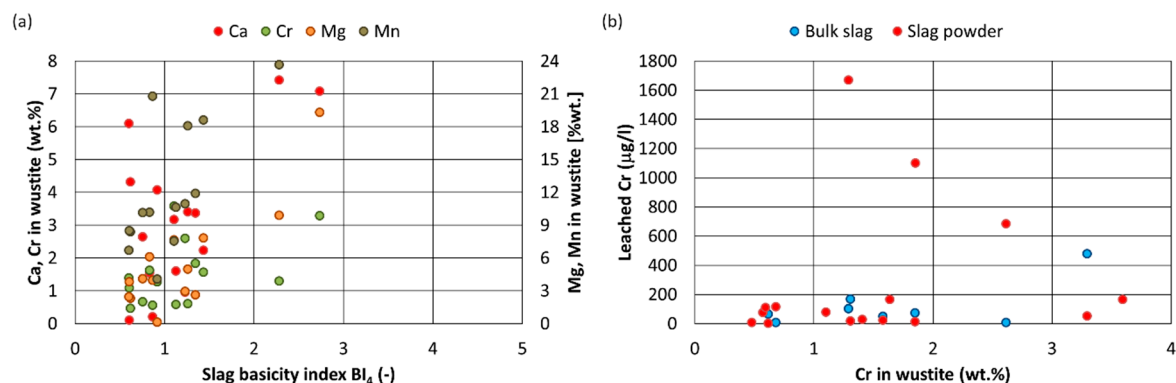 (a)
Ca Cr Mg Mn
8
7
6
5
4
3
2
1
0
Ca, Cr in wustite (wt.%)
24
21
18
15
12
9
6
3
0
Mg, Mn in wustite [%wt.]
0 1 2 3 4 5
Slag basicity index BI₄ (-)
(b)
Bulk slag Slag powder
1800
1600
1400
1200
1000
800
600
400
200
0
Leached Cr (µg/l)
0 1 2 3 4
Cr in wustite (wt.%)